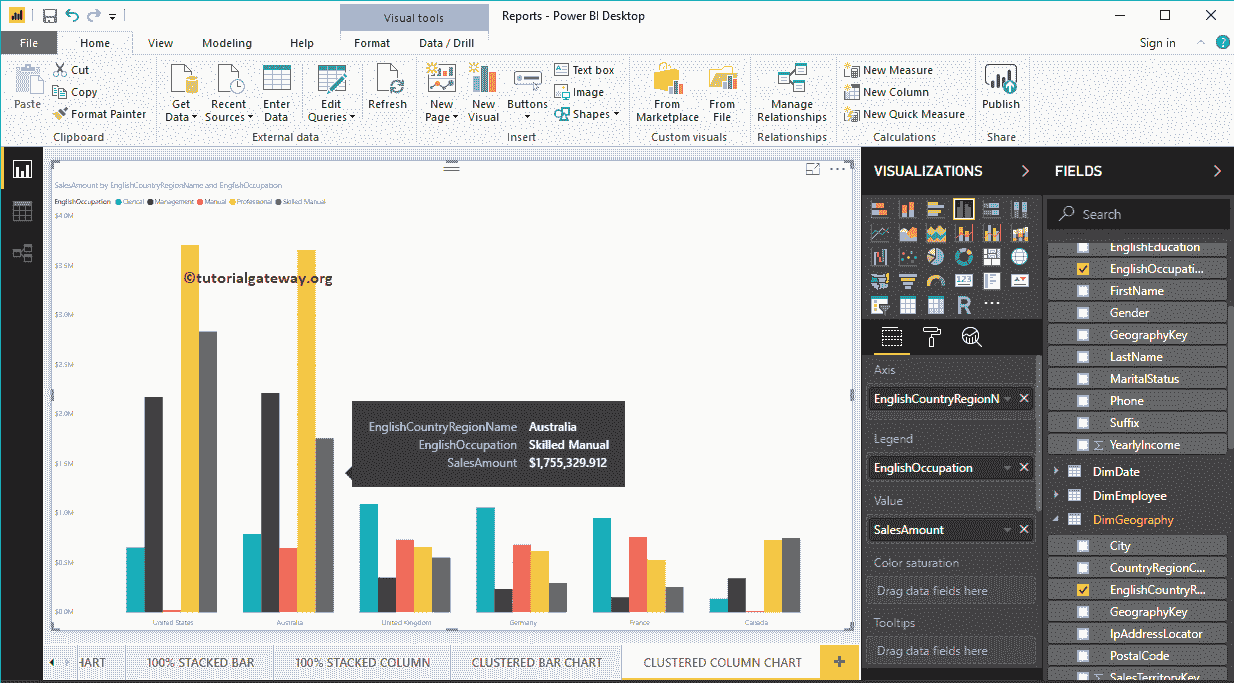 Visual tools
Reports - Power BI Desktop
File
Home
View
Modeling
Help
Format
Data / Drill
Sign in
Paste
Cut
Copy
Format Painter
Clipboard
Get Data
Recent Sources
Enter Data
Edit Queries
Refresh
External data
New Page
New Visual
Buttons
Text box
Image
Shapes
Insert
From Marketplace
From File
Custom visuals
Manage Relationships
Relationships
New Measure
New Column
New Quick Measure
Calculations
Publish
Share
SalesAmount by EnglishCountryRegionName and EnglishOccupation
EnglishOccupation Clerical Management Manual Professional Skilled Manual
$4.0M
$3.5M
$3.0M
$2.5M
$2.0M
$1.5M
$1.0M
$0.5M
$0.0M
©tutorialgateway.org
EnglishCountryRegionName Australia
EnglishOccupation Skilled Manual
SalesAmount $1,755,329.912
United States
Australia
United Kingdom
Germany
France
Canada
HART
100% STACKED BAR
100% STACKED COLUMN
CLUSTERED BAR CHART
CLUSTERED COLUMN CHART
+
VISUALIZATIONS
123
R
Axis
EnglishCountryRegionN
Legend
EnglishOccupation
Value
SalesAmount
Color saturation
Drag data fields here
Tooltips
Drag data fields here
FIELDS
Search
EnglishEducation
EnglishOccupati...
FirstName
Gender
GeographyKey
LastName
MaritalStatus
Phone
Suffix
Σ YearlyIncome
DimDate
DimEmployee
DimGeography
City
CountryRegionC...
EnglishCountryR...
GeographyKey
IpAddressLocator
PostalCode
Σ SalesTerritoryKey